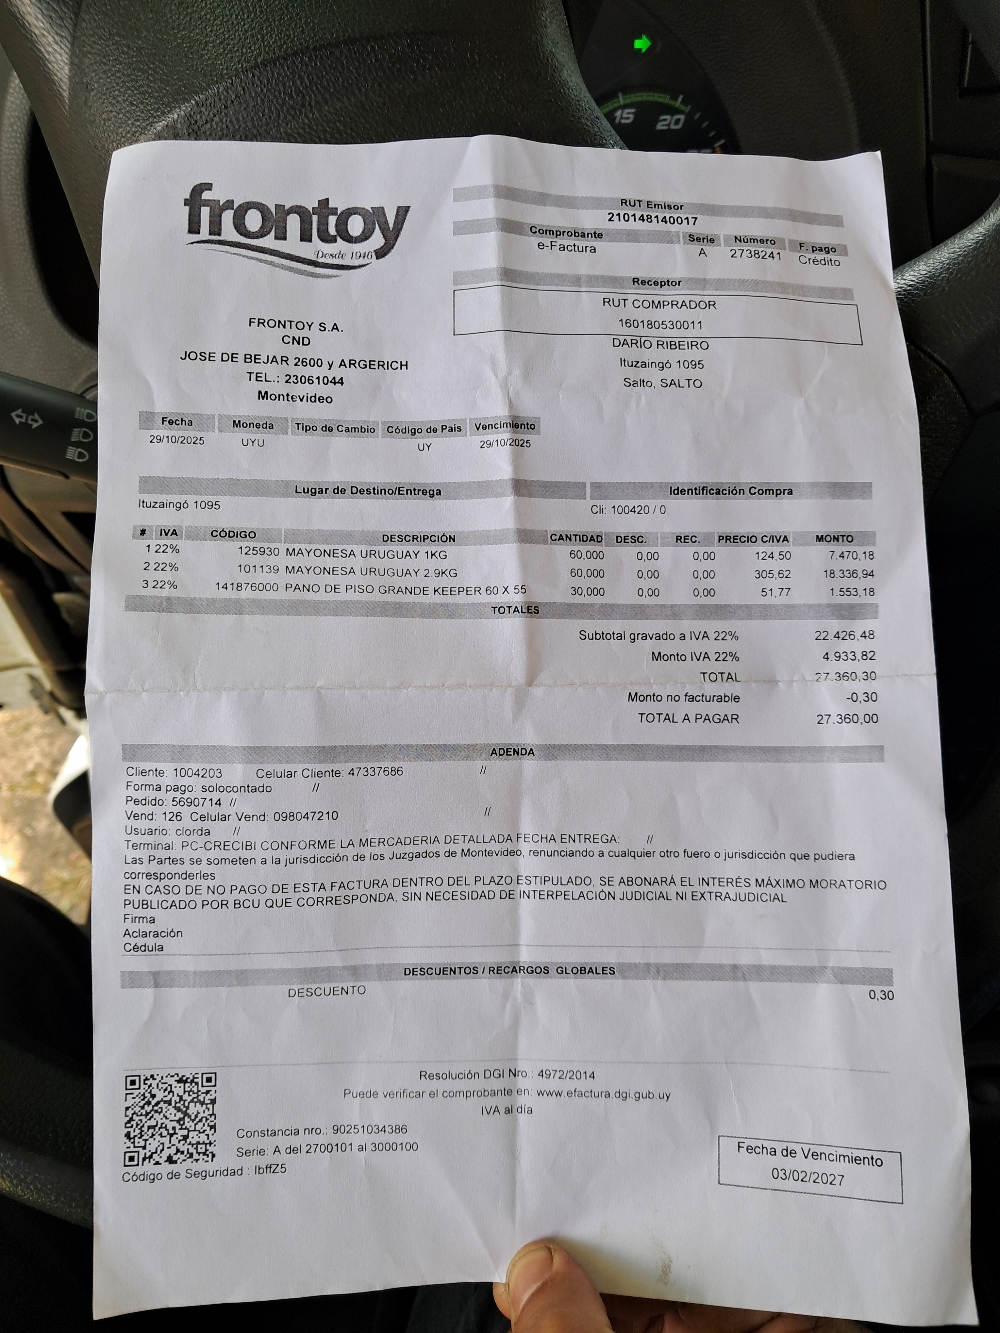 15 20
frontoy
Desde 1946
RUT Emisor
210148140017
Comprobante Serie Número F. pago
e-Factura A 2738241 Crédito
Receptor
RUT COMPRADOR
160180530011
DARÍO RIBEIRO
Ituzaingó 1095
Salto, SALTO
FRONTOY S.A.
CND
JOSE DE BEJAR 2600 y ARGERICH
TEL.: 23061044
Montevideo
Fecha Moneda Tipo de Cambio Código de País Vencimiento
29/10/2025 UYU UY 29/10/2025
Lugar de Destino/Entrega Identificación Compra
Ituzaingó 1095 Cli: 100420 / 0
# IVA CÓDIGO DESCRIPCIÓN CANTIDAD DESC. REC. PRECIO C/IVA MONTO
1 22% 125930 MAYONESA URUGUAY 1KG 60,000 0,00 0,00 124,50 7.470,18
2 22% 101139 MAYONESA URUGUAY 2.9KG 60,000 0,00 0,00 305,62 18.336,94
3 22% 141876000 PANO DE PISO GRANDE KEEPER 60 X 55 30,000 0,00 0,00 51,77 1.553,18
TOTALES
Subtotal gravado a IVA 22% 22.426,48
Monto IVA 22% 4.933,82
TOTAL 27.360,30
Monto no facturable -0,30
TOTAL A PAGAR 27.360,00
ADENDA
Cliente: 1004203 Celular Cliente: 47337686 //
Forma pago: solocontado //
Pedido: 5690714 //
Vend: 126 Celular Vend: 098047210 //
Usuario: clorda //
Terminal: PC-CRECIBI CONFORME LA MERCADERIA DETALLADA FECHA ENTREGA: //
Las Partes se someten a la jurisdicción de los Juzgados de Montevideo, renunciando a cualquier otro fuero o jurisdicción que pudiera
corresponderles
EN CASO DE NO PAGO DE ESTA FACTURA DENTRO DEL PLAZO ESTIPULADO, SE ABONARÁ EL INTERÉS MÁXIMO MORATORIO
PUBLICADO POR BCU QUE CORRESPONDA, SIN NECESIDAD DE INTERPELACIÓN JUDICIAL NI EXTRAJUDICIAL
Firma
Aclaración
Cédula
DESCUENTOS / RECARGOS GLOBALES
DESCUENTO 0,30
Resolución DGI Nro.: 4972/2014
Puede verificar el comprobante en: www.efactura.dgi.gub.uy
IVA al día
Constancia nro.: 90251034386
Serie: A del 2700101 al 3000100
Código de Seguridad : lbffZ5
Fecha de Vencimiento
03/02/2027